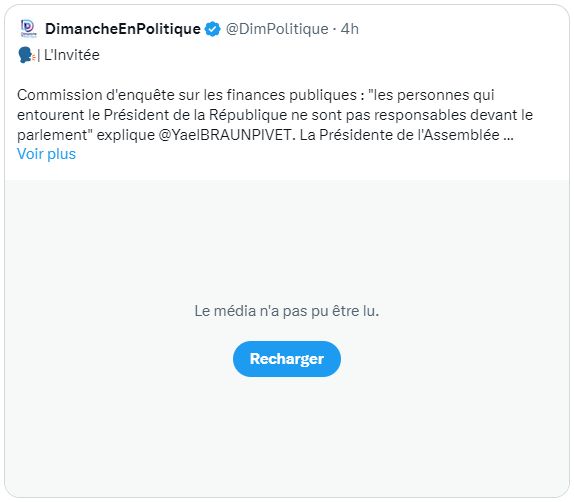 DimancheEnPolitique @DimPolitique · 4h
| L'Invitée
Commission d'enquête sur les finances publiques : "les personnes qui
entourent le Président de la République ne sont pas responsables devant le
parlement" explique @YaelBRAUNPIVET. La Présidente de l'Assemblée ...
Voir plus
Le média n'a pas pu être lu.
Recharger